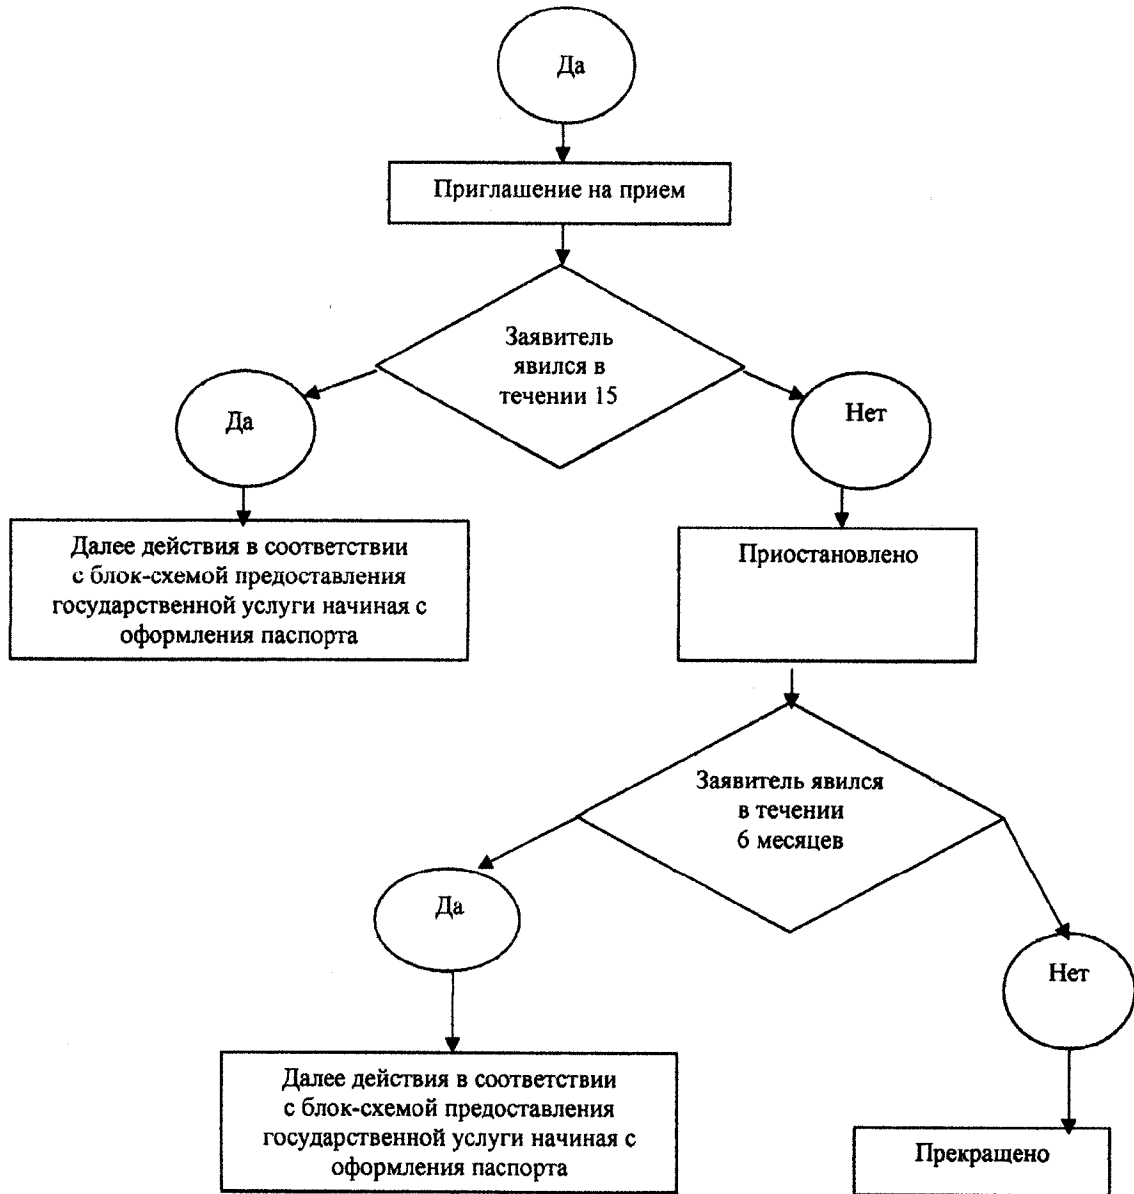 Да
Приглашение на прием
Заявитель
явился в
течении 15
Да
Нет
Далее действия в соответствии
с блок-схемой предоставления
государственной услуги начиная с
оформления паспорта
Приостановлено
Заявитель явился
в течении
6 месяцев
Да
Нет
Далее действия в соответствии
с блок-схемой предоставления
государственной услуги начиная с
оформления паспорта
Прекращено